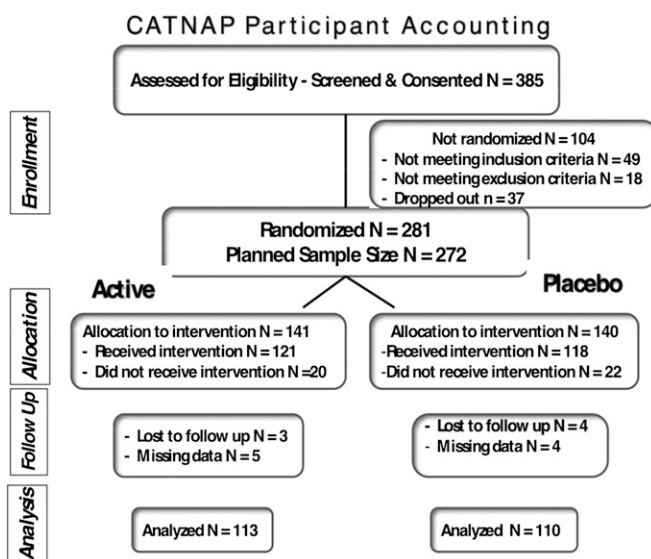 CATNAP Participant Accounting
Assessed for Eligibility - Screened & Consented N = 385
Enrollment
Not randomized N = 104
- Not meeting inclusion criteria N = 49
- Not meeting exclusion criteria N = 18
- Dropped out n = 37
Randomized N = 281
Planned Sample Size N = 272
Active
Placebo
Allocation
Allocation to intervention N = 141
- Received intervention N = 121
- Did not receive intervention N =20
Allocation to intervention N = 140
-Received intervention N = 118
-Did not receive intervention N = 22
Follow Up
- Lost to follow up N = 3
- Missing data N = 5
- Lost to follow up N = 4
- Missing data N = 4
Analysis
Analyzed N = 113
Analyzed N = 110